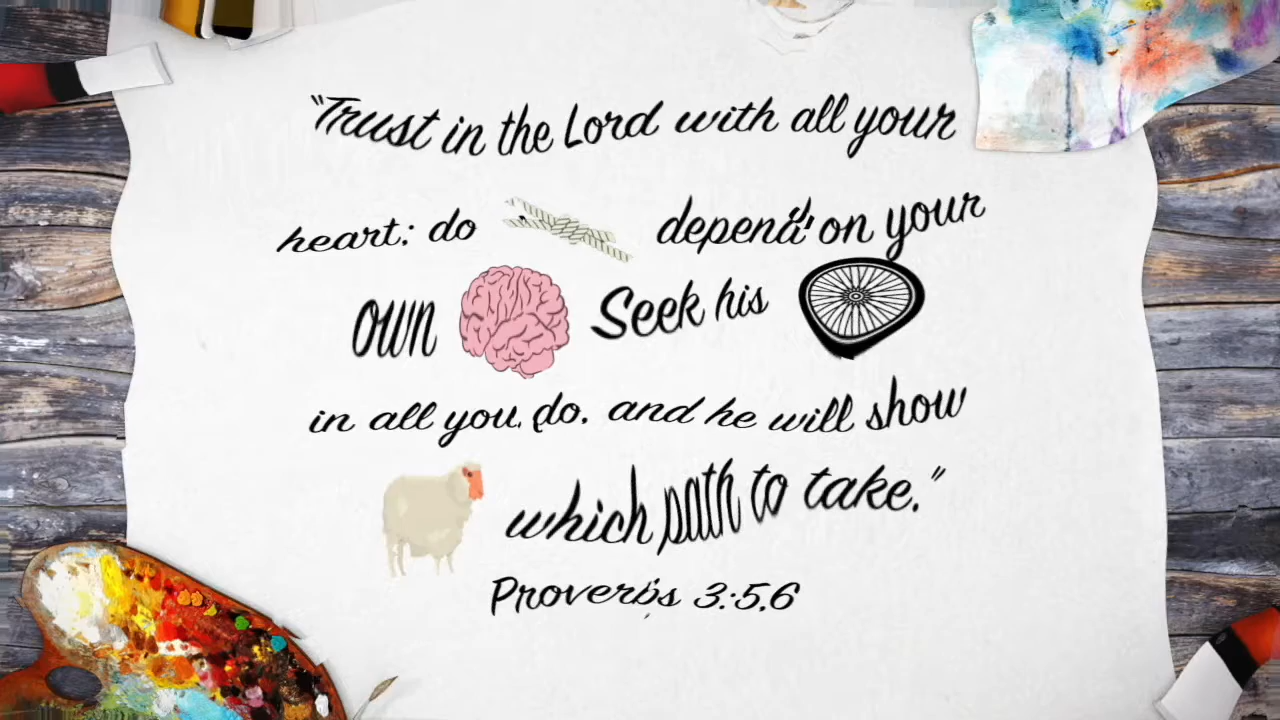 "Trust in the Lord with all your
heart; do depend on your
own Seek his
in all you do, and he will show
which path to take."
Proverbs 3:5,6